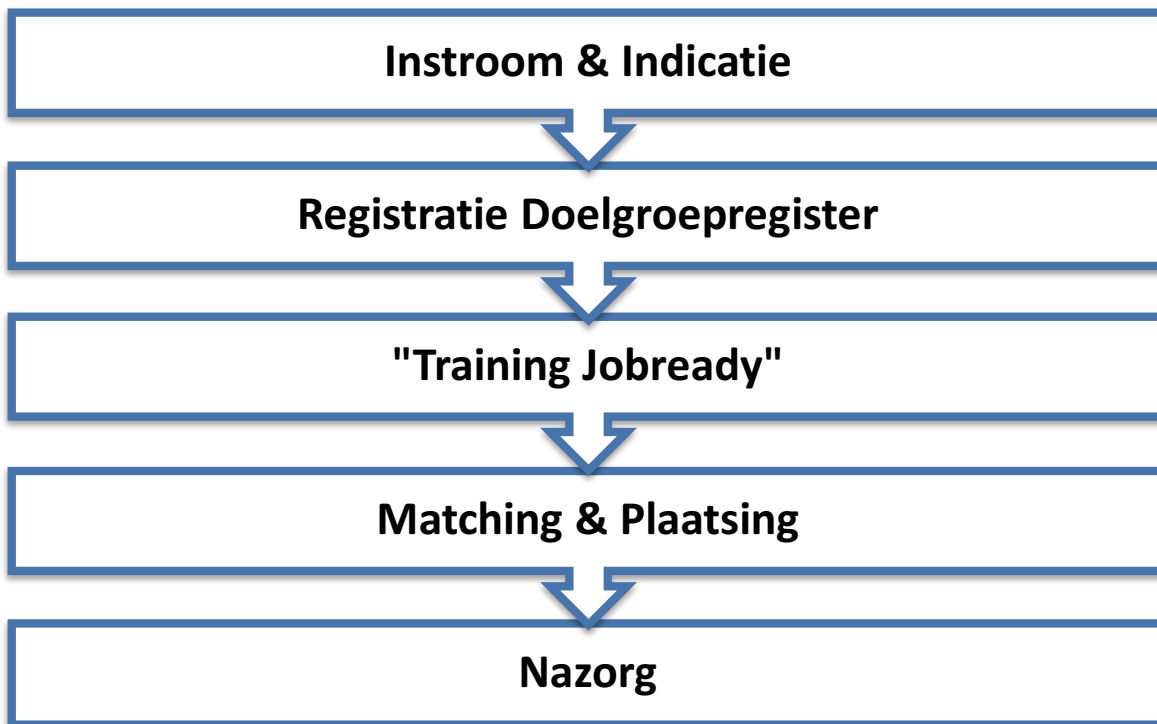 Instroom & Indicatie
Registratie Doelgroepregister
"Training Jobready"
Matching & Plaatsing
Nazorg